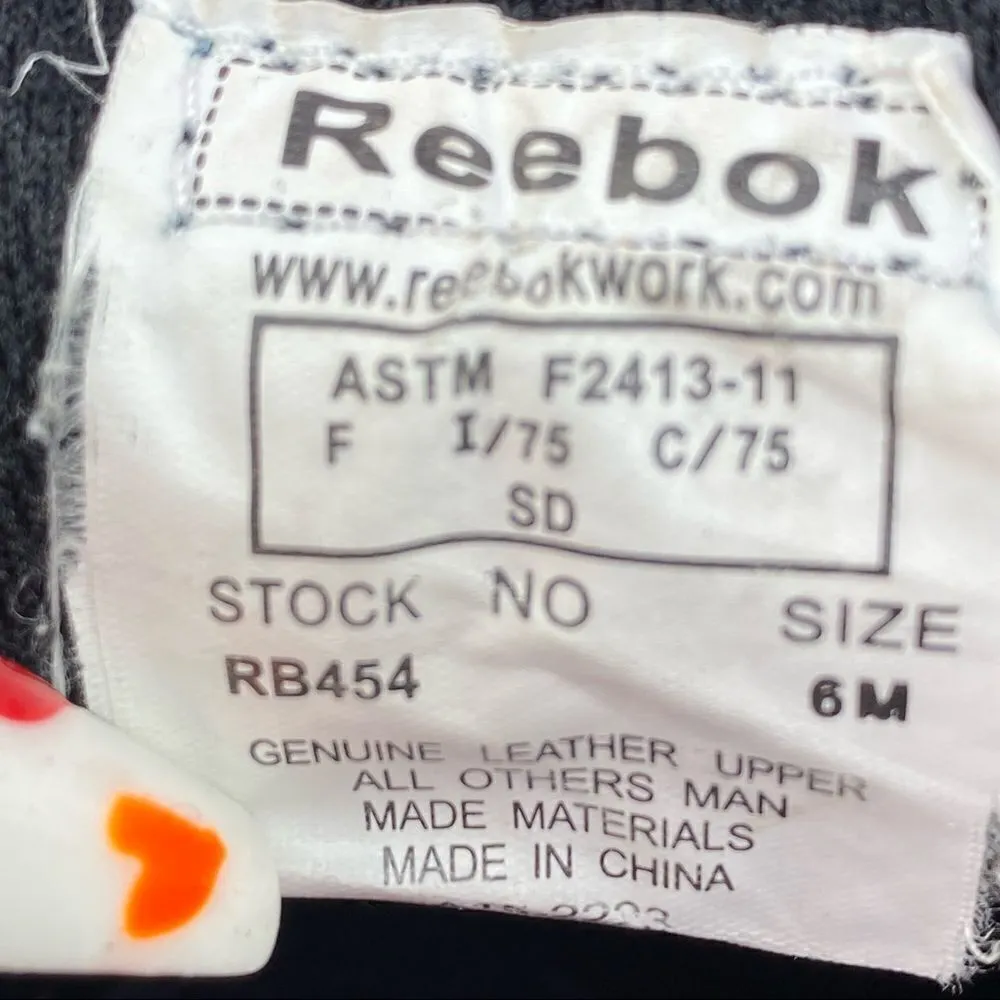 Reebok
www.reebokwork.com
ASTM F2413-11
F I/75 C/75
SD
STOCK NO SIZE
RB454 6M
GENUINE LEATHER UPPER
ALL OTHERS MAN
MADE MATERIALS
MADE IN CHINA